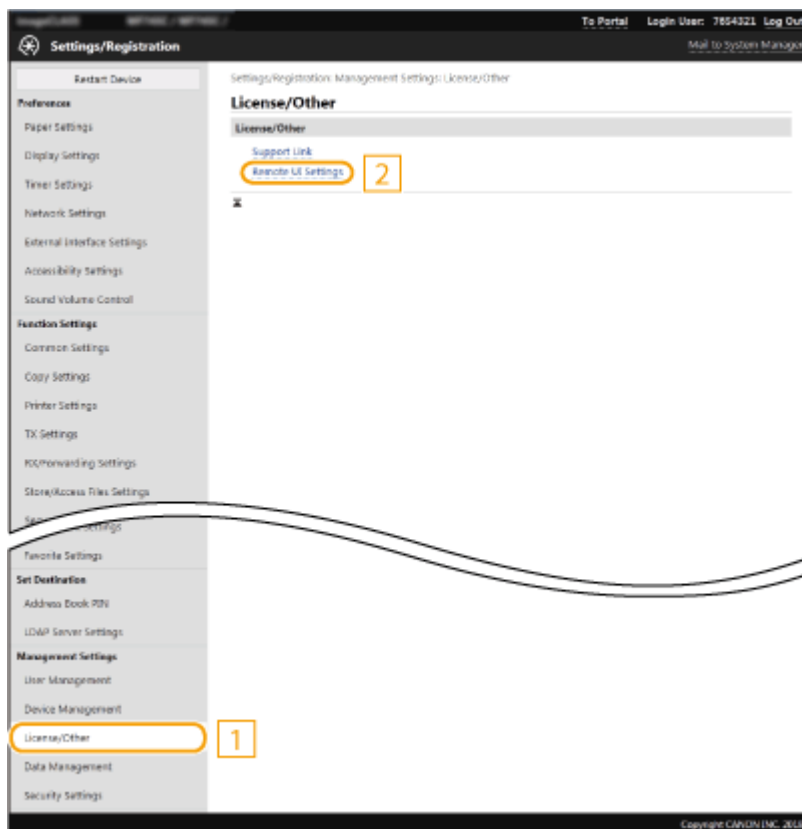 To Portal Login User: 7654321 Log Out
Settings/Registration
Mail to System Manager
Restart Device
Settings/Registration: Management Settings: License/Other
Preferences
License/Other
Paper Settings
License/Other
Display Settings
Support Link
Remote UI Settings
2
Timer Settings
Network Settings
External Interface Settings
Accessibility Settings
Sound Volume Control
Function Settings
Common Settings
Copy Settings
Printer Settings
TX Settings
RX/Forwarding Settings
Store/Access Files Settings
Favorite Settings
Set Destination
Address Book PIN
LDAP Server Settings
Management Settings
User Management
Device Management
License/Other
1
Data Management
Security Settings
Copyright CANON INC.